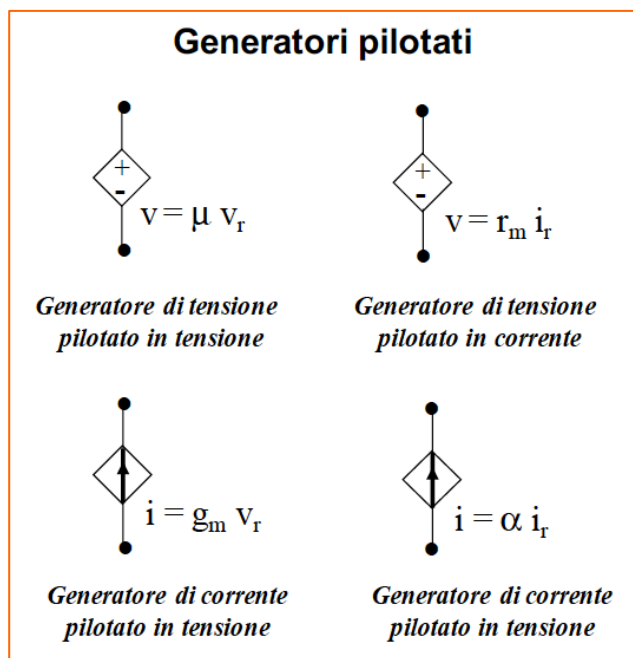 Generatori pilotati
+
-
v = μ v_r
Generatore di tensione
pilotato in tensione
+
-
v = r_m i_r
Generatore di tensione
pilotato in corrente
i = g_m v_r
Generatore di corrente
pilotato in tensione
i = α i_r
Generatore di corrente
pilotato in tensione